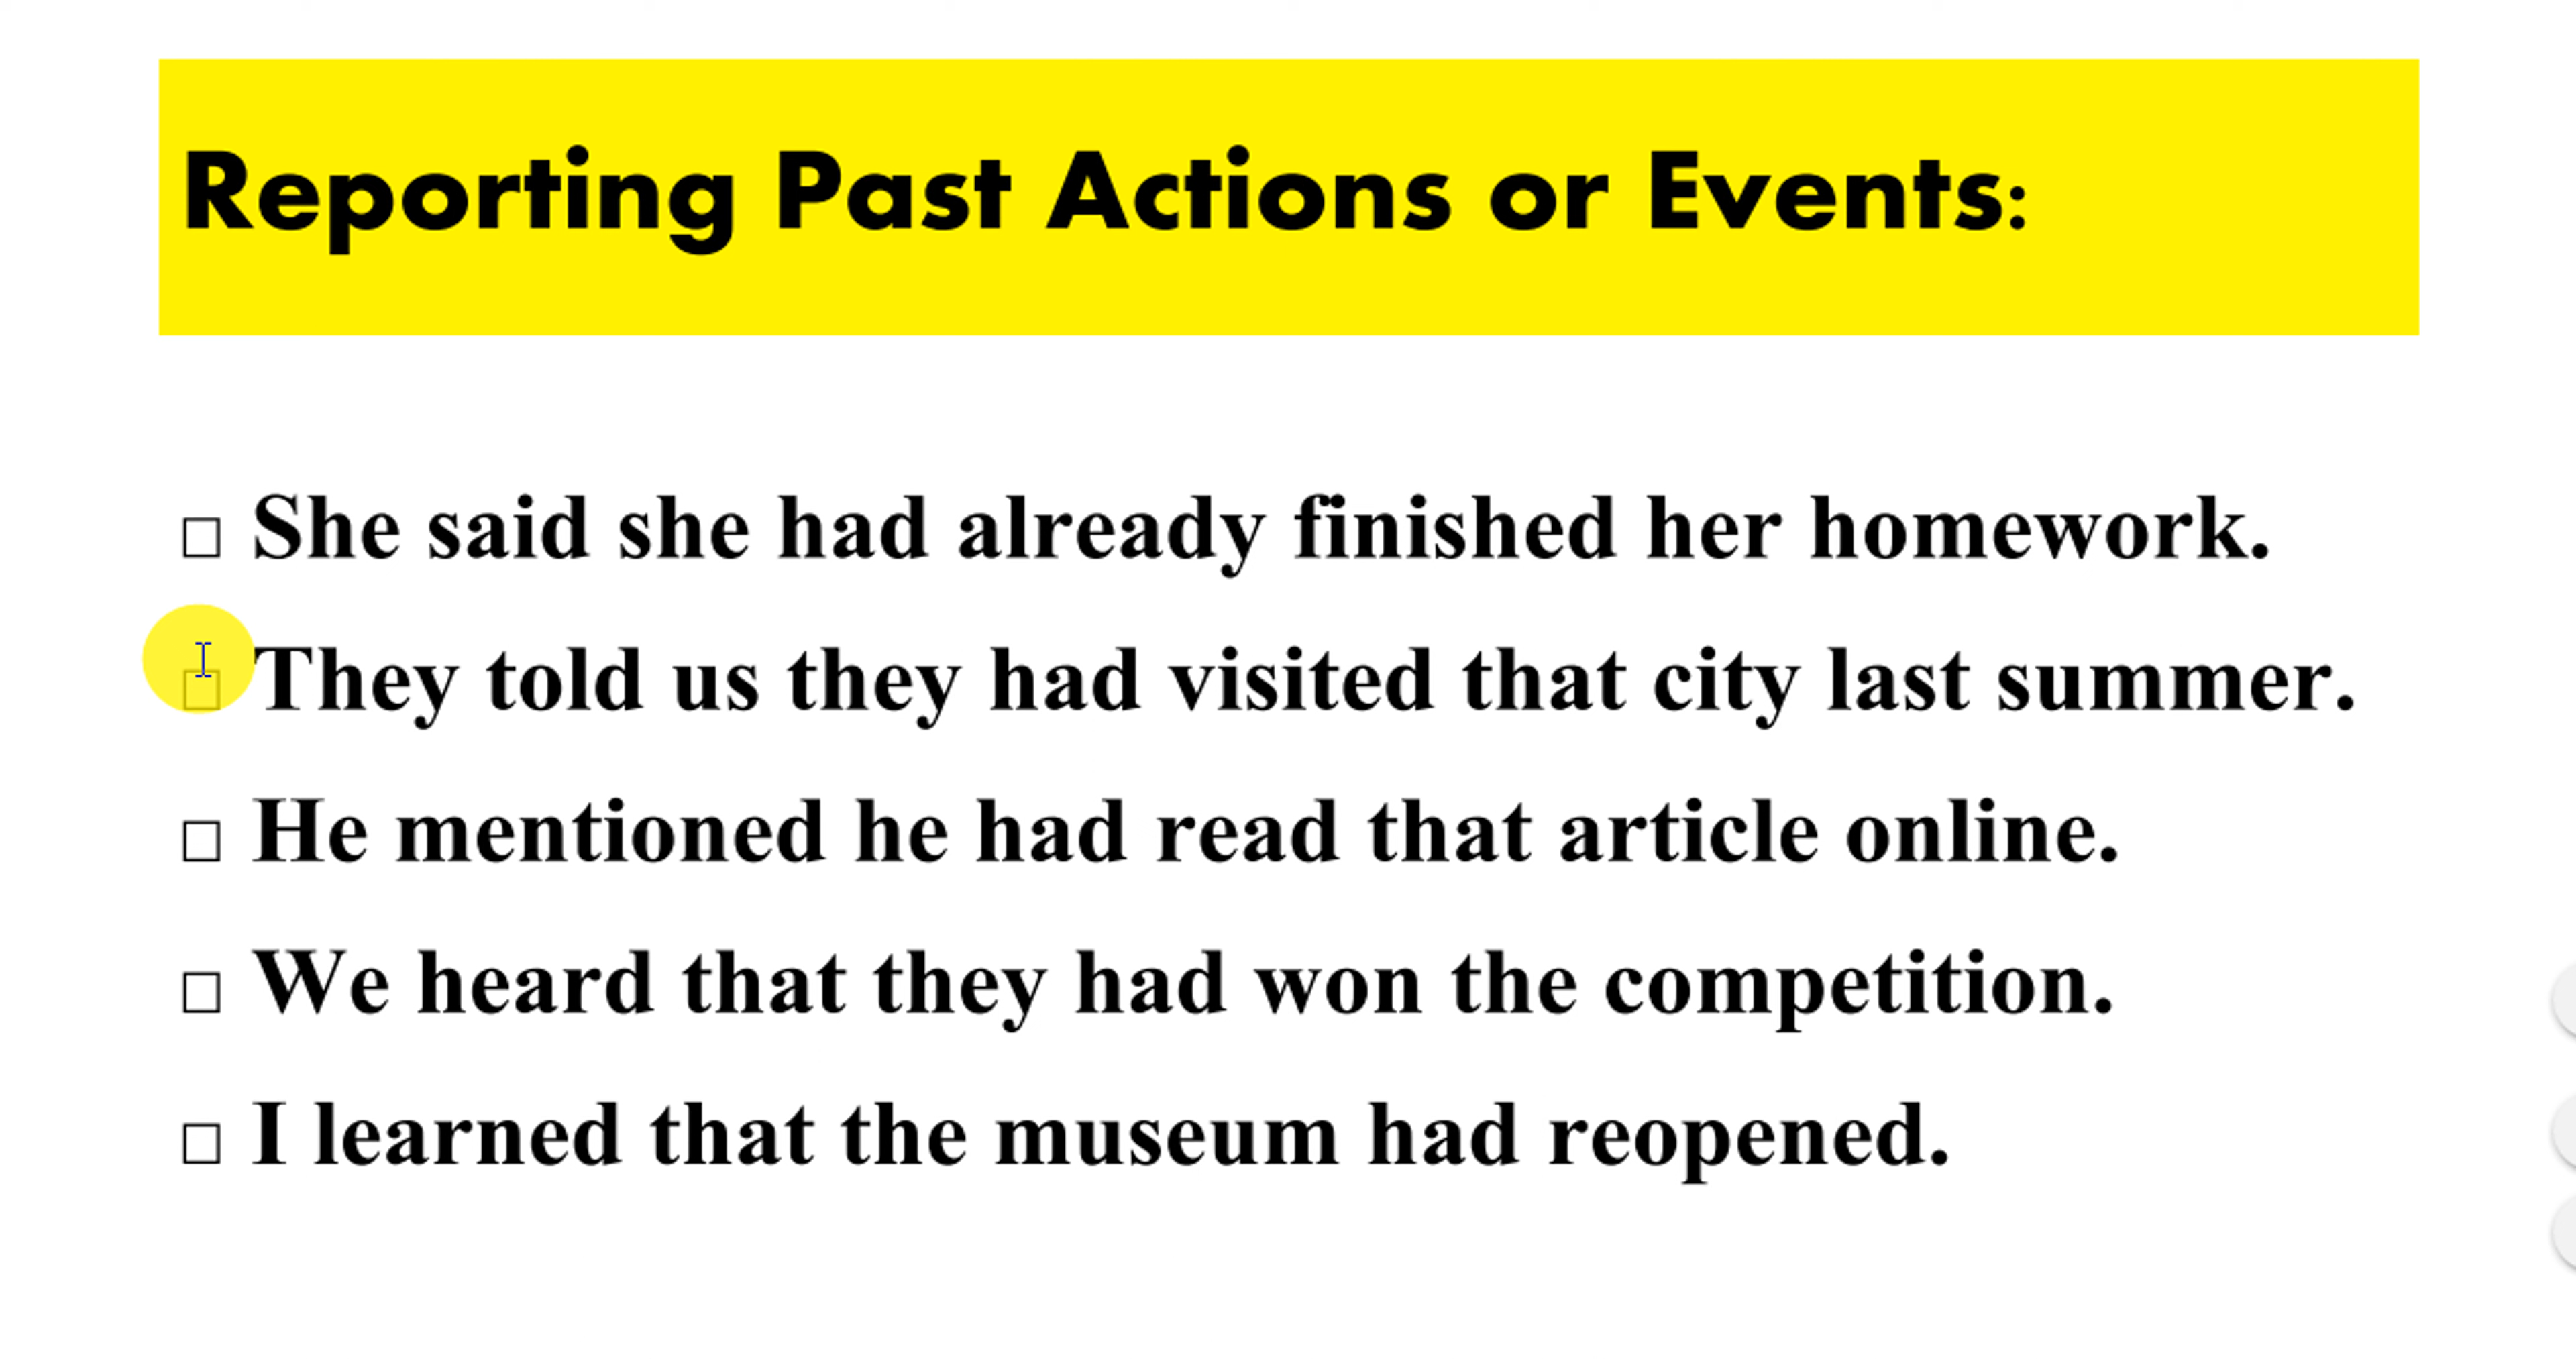 Reporting Past Actions or Events:
□ She said she had already finished her homework.
□ They told us they had visited that city last summer.
□ He mentioned he had read that article online.
□ We heard that they had won the competition.
□ I learned that the museum had reopened.